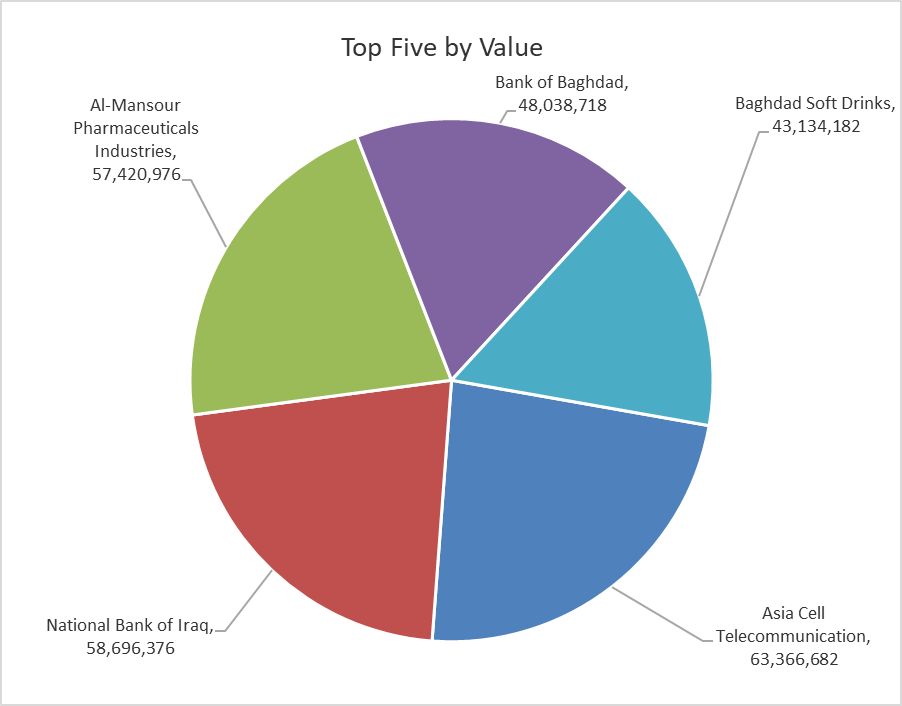 Top Five by Value
Bank of Baghdad,
48,038,718
Baghdad Soft Drinks,
43,134,182
Al-Mansour
Pharmaceuticals
Industries,
57,420,976
National Bank of Iraq,
58,696,376
Asia Cell
Telecommunication,
63,366,682